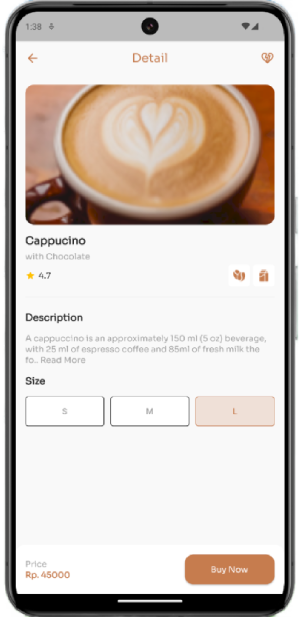 1:38
Detail
Cappucino
with Chocolate
4.7
Description
A cappuccino is an approximately 150 ml (5 oz) beverage,
with 25 ml of espresso coffee and 85ml of fresh milk the
fo.. Read More
Size
S M L
Price
Rp. 45000
Buy Now